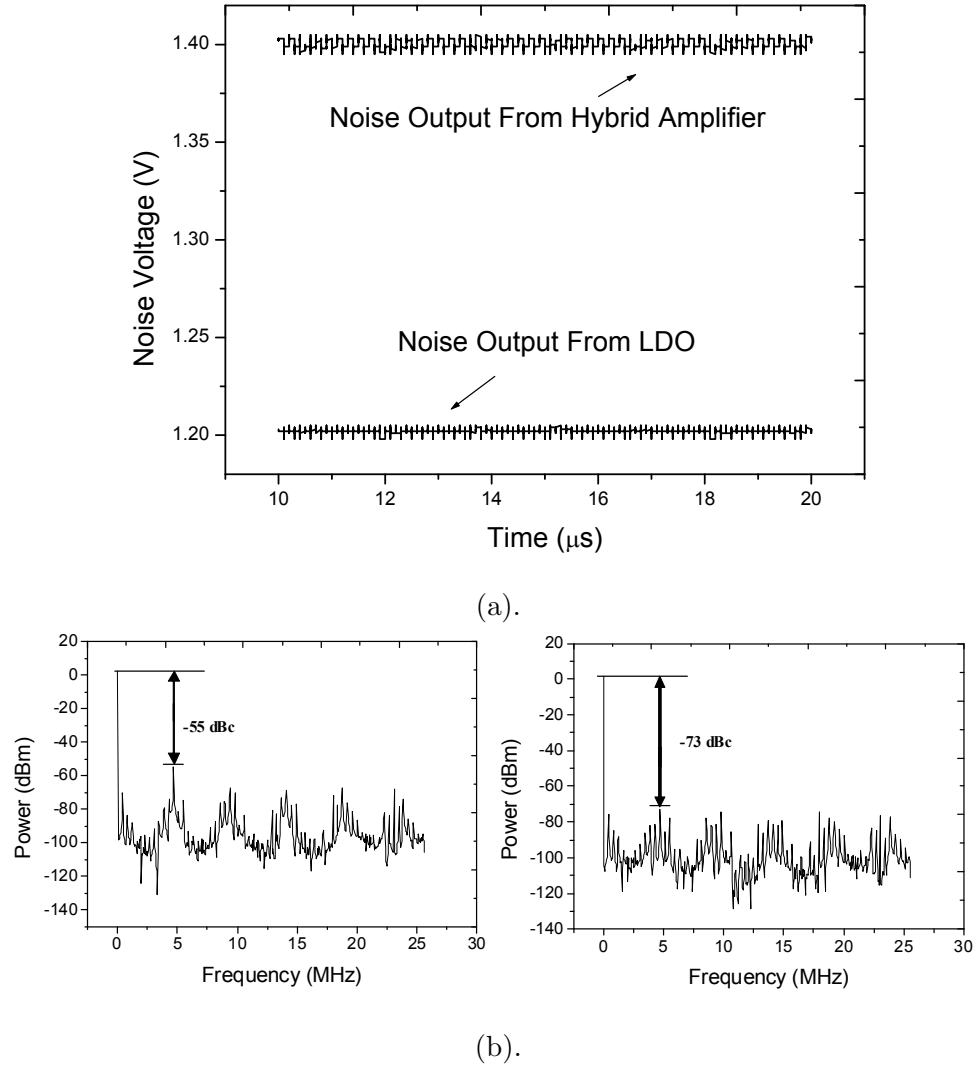 1.40
1.35
1.30
1.25
1.20
Noise Voltage (V)
Noise Output From Hybrid Amplifier
Noise Output From LDO
10 12 14 16 18 20
Time (μs)
(a).
20
0
-20
-40
-60
-80
-100
-120
-140
Power (dBm)
-55 dBc
0 5 10 15 20 25 30
Frequency (MHz)
20
0
-20
-40
-60
-80
-100
-120
-140
Power (dBm)
-73 dBc
0 5 10 15 20 25 30
Frequency (MHz)
(b).